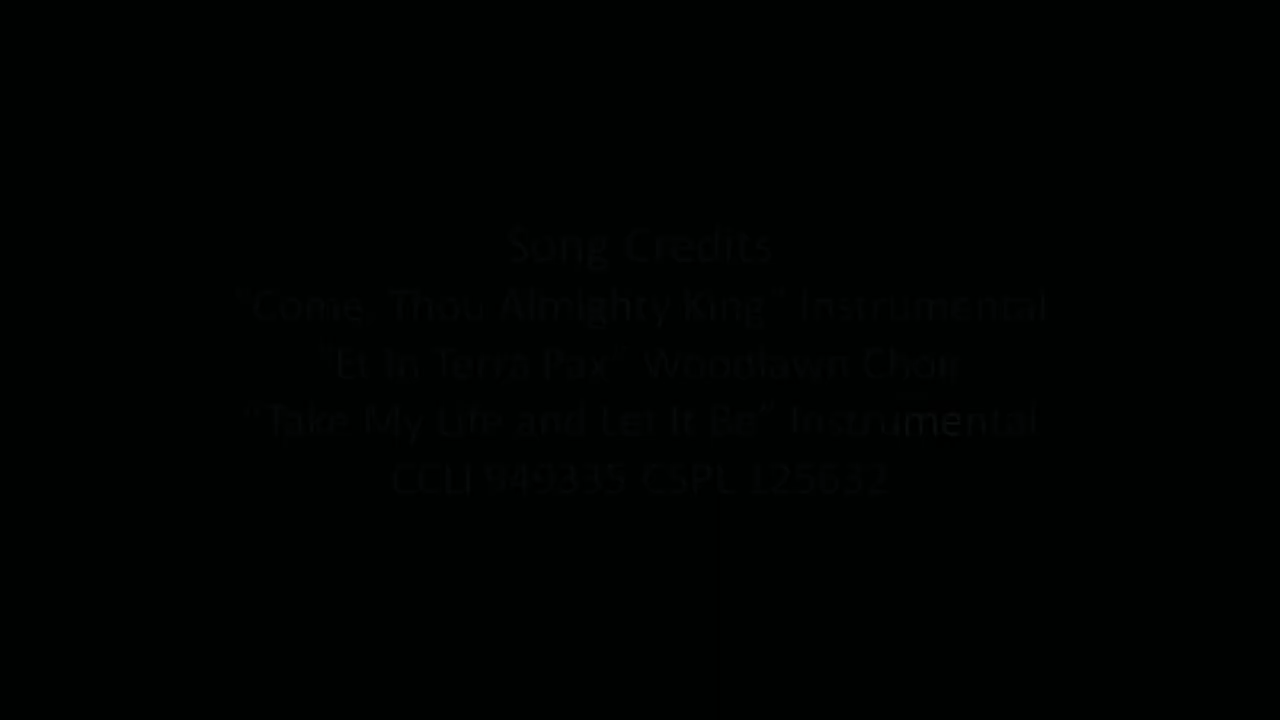 Song Credits
"Come, Thou Almighty King" Instrumental
"Et In Terra Pax" Woodlawn Choir
"Take My Life and Let It Be" Instrumental
CCLI 949335 CSPL 125632